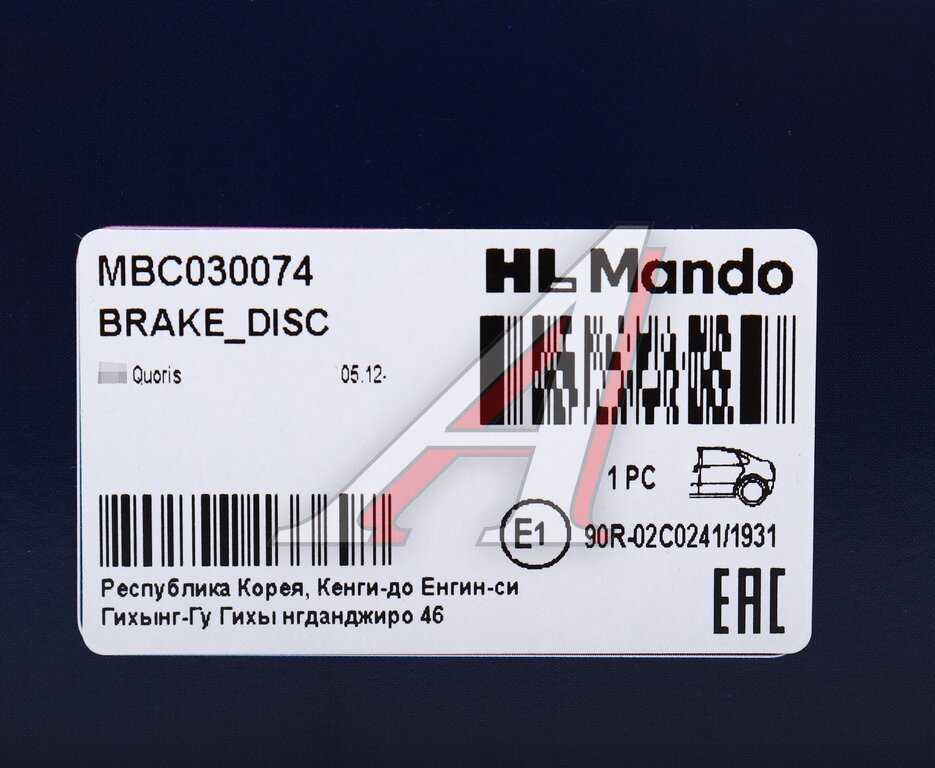 MBC030074
BRAKE_DISC
Quoris 05.12-
HL Mando
1 PC
E1 90R-02C0241/1931
Республика Корея, Кенги-до Енгин-си
Гихынг-Гу Гихы нгданджиро 46
EAC